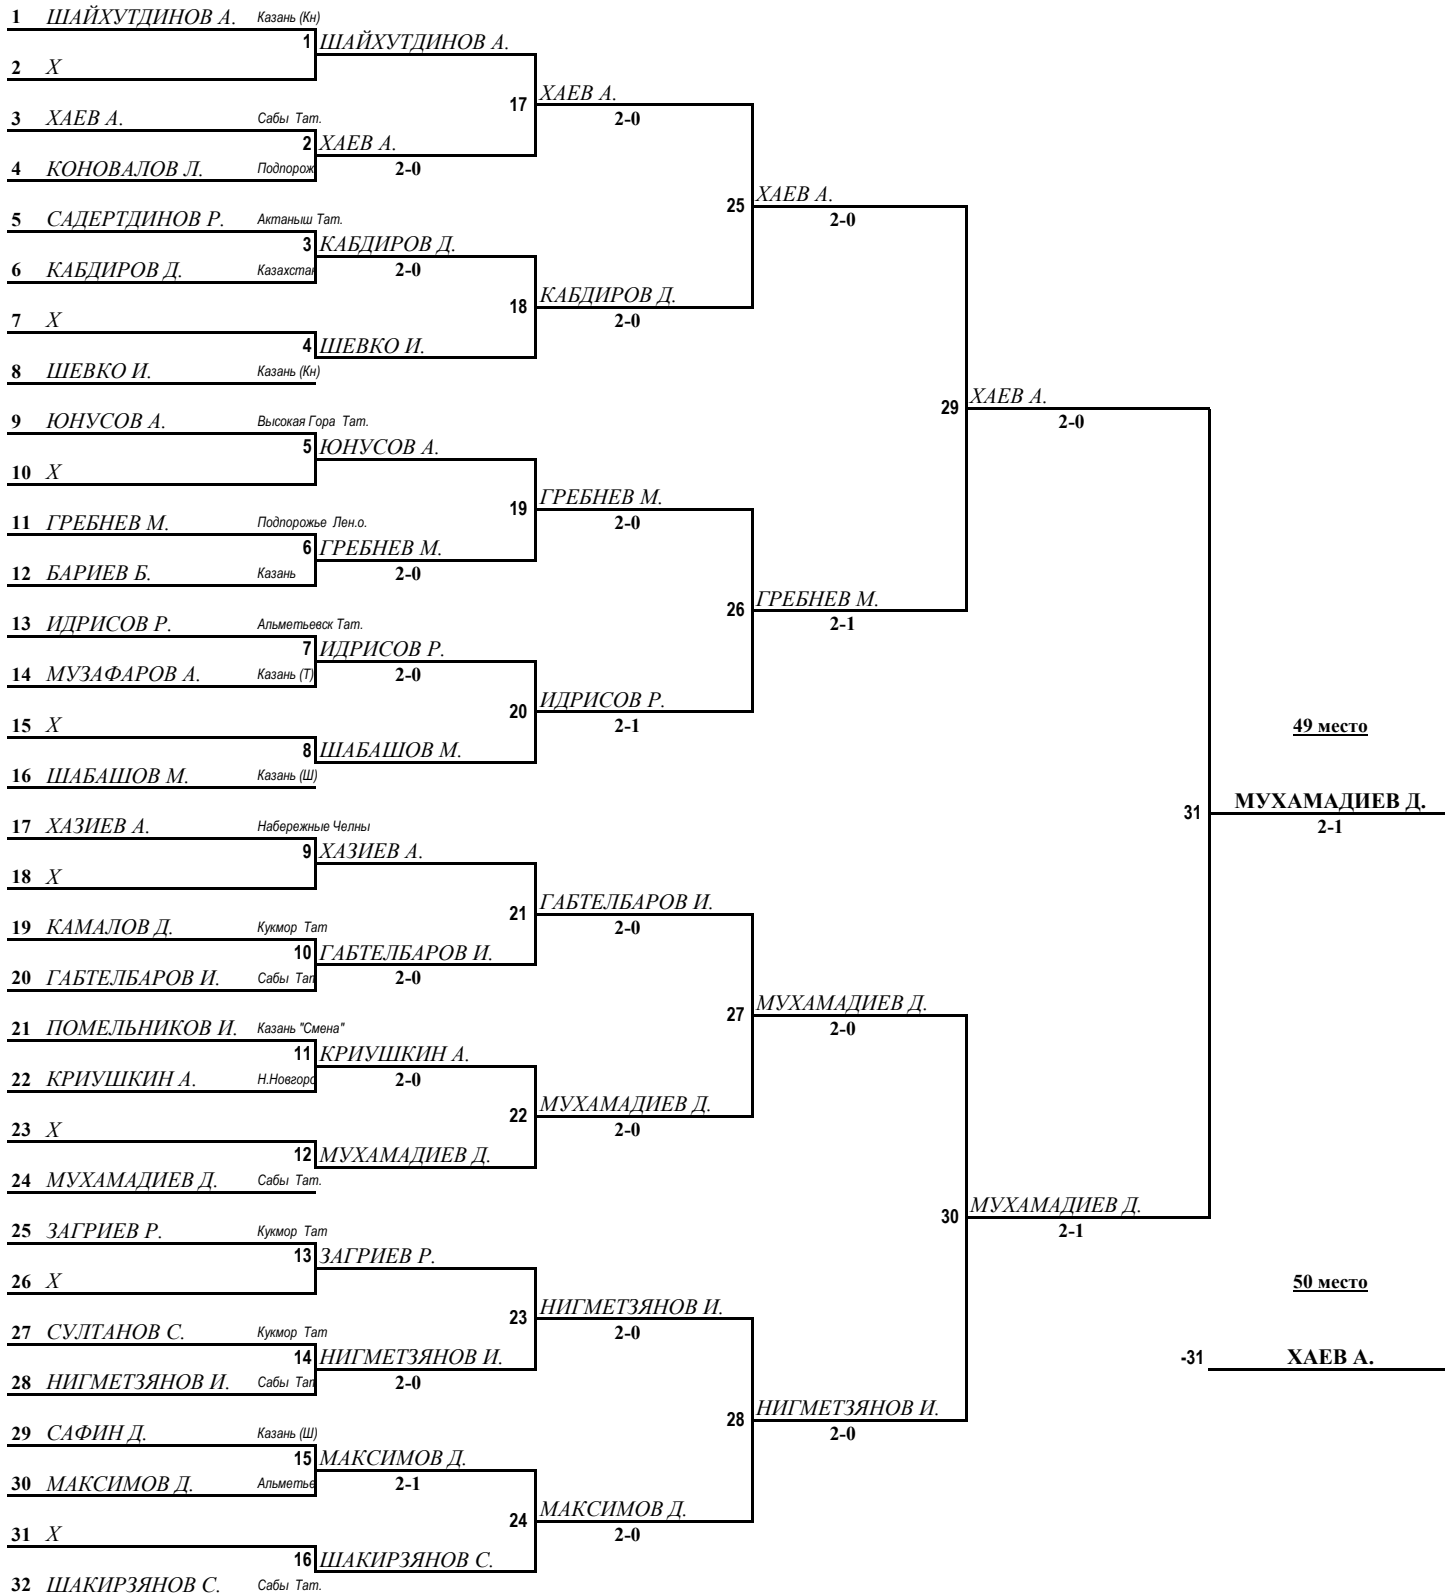 1 ШАЙХУТДИНОВ А. Казань (Кн)
1 ШАЙХУТДИНОВ А.
2 Х
17 ХАЕВ А.
2-0
3 ХАЕВ А. Сабы Тат.
2 ХАЕВ А.
2-0
4 КОНОВАЛОВ Л. Подпорож
25 ХАЕВ А.
2-0
5 САДЕРТДИНОВ Р. Актаныш Тат.
3 КАБДИРОВ Д.
2-0
6 КАБДИРОВ Д. Казахстан
18 КАБДИРОВ Д.
2-0
7 Х
4 ШЕВКО И.
8 ШЕВКО И. Казань (Кн)
29 ХАЕВ А.
2-0
9 ЮНУСОВ А. Высокая Гора Тат.
5 ЮНУСОВ А.
10 Х
19 ГРЕБНЕВ М.
2-0
11 ГРЕБНЕВ М. Подпорожье Лен.о.
6 ГРЕБНЕВ М.
2-0
12 БАРИЕВ Б. Казань
26 ГРЕБНЕВ М.
2-1
13 ИДРИСОВ Р. Альметьевск Тат.
7 ИДРИСОВ Р.
2-0
14 МУЗАФАРОВ А. Казань (Т)
20 ИДРИСОВ Р.
2-1
15 Х
8 ШАБАШОВ М.
16 ШАБАШОВ М. Казань (Ш)
49 место
31 МУХАМАДИЕВ Д.
2-1
17 ХАЗИЕВ А. Набережные Челны
9 ХАЗИЕВ А.
18 Х
21 ГАБТЕЛБАРОВ И.
2-0
19 КАМАЛОВ Д. Кукмор Тат
10 ГАБТЕЛБАРОВ И.
2-0
20 ГАБТЕЛБАРОВ И. Сабы Тат
27 МУХАМАДИЕВ Д.
2-0
21 ПОМЕЛЬНИКОВ И. Казань "Смена"
11 КРИУШКИН А.
2-0
22 КРИУШКИН А. Н.Новгоро
22 МУХАМАДИЕВ Д.
2-0
23 Х
12 МУХАМАДИЕВ Д.
24 МУХАМАДИЕВ Д. Сабы Тат.
30 МУХАМАДИЕВ Д.
2-1
25 ЗАГРИЕВ Р. Кукмор Тат
13 ЗАГРИЕВ Р.
26 Х
50 место
23 НИГМЕТЗЯНОВ И.
2-0
27 СУЛТАНОВ С. Кукмор Тат
14 НИГМЕТЗЯНОВ И.
2-0
-31 ХАЕВ А.
28 НИГМЕТЗЯНОВ И. Сабы Тат
28 НИГМЕТЗЯНОВ И.
2-0
29 САФИН Д. Казань (Ш)
15 МАКСИМОВ Д.
2-1
30 МАКСИМОВ Д. Альметье
24 МАКСИМОВ Д.
2-0
31 Х
16 ШАКИРЗЯНОВ С.
32 ШАКИРЗЯНОВ С. Сабы Тат.